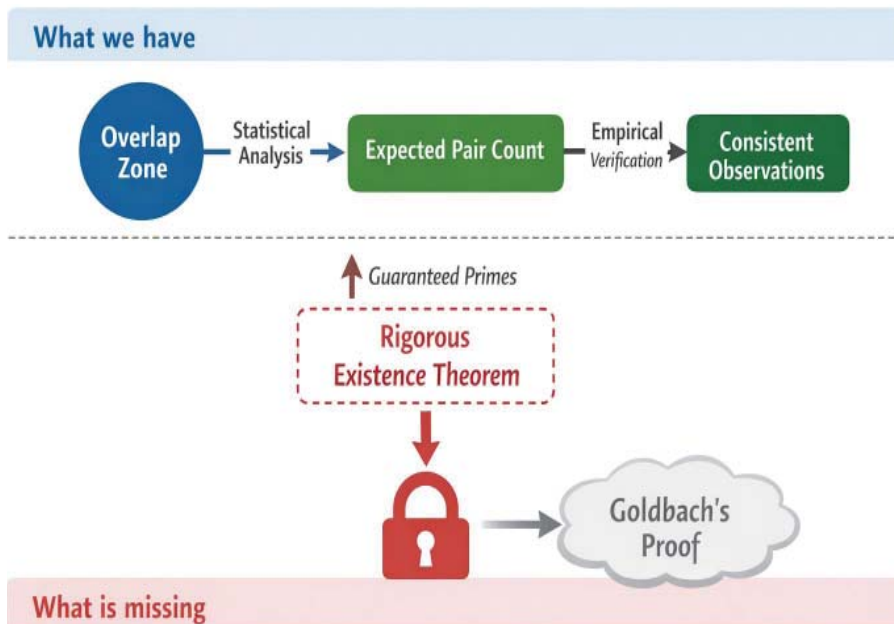 What we have
Overlap
Zone
Statistical
Analysis
Expected Pair Count
Empirical
Verification
Consistent
Observations
Guaranteed Primes
Rigorous
Existence Theorem
Goldbach's
Proof
What is missing